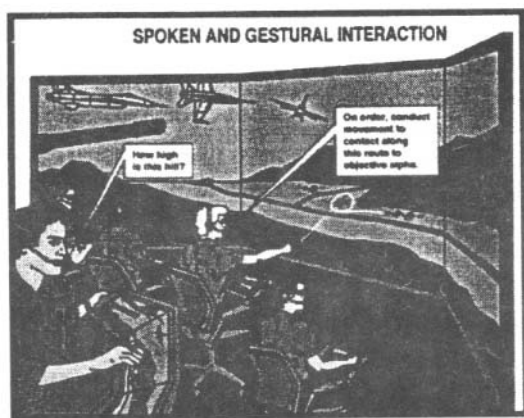 SPOKEN AND GESTURAL INTERACTION
How high
is this hill?
On order, conduct
movement to
contact along
this route to
objective alpha.